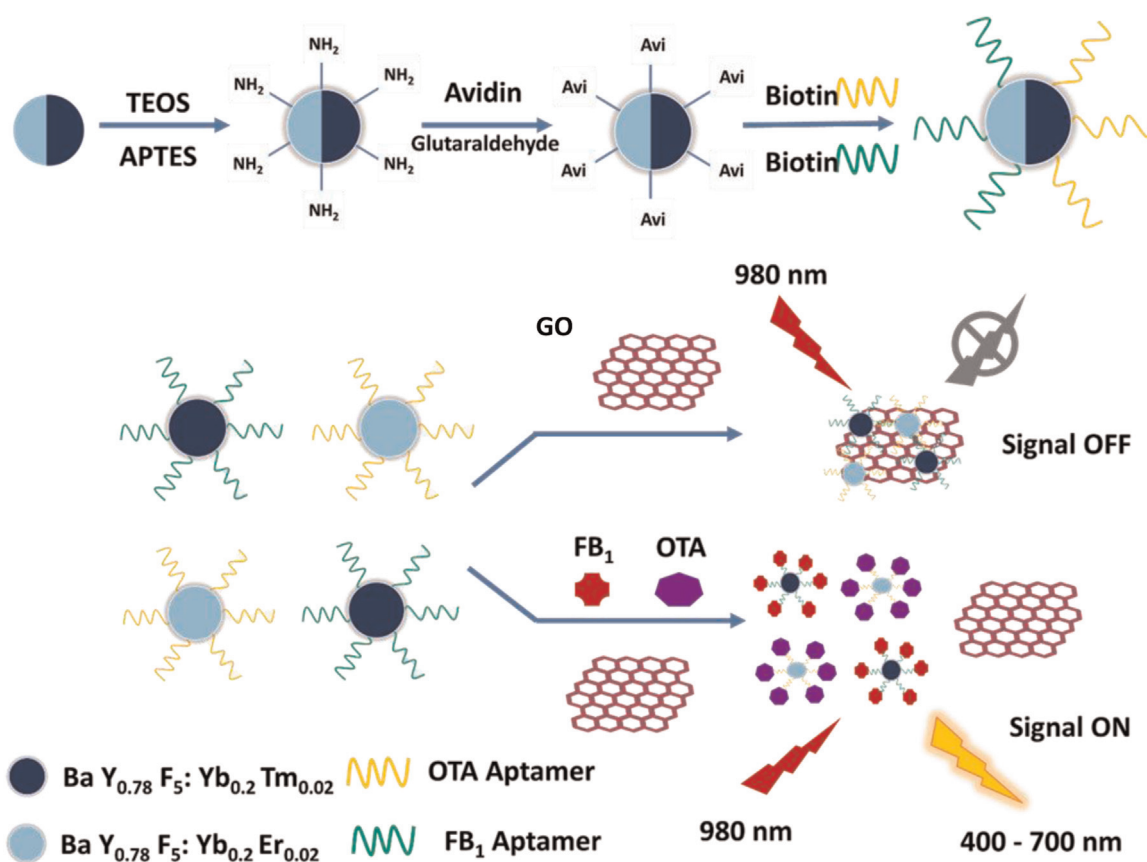 TEOS
APTES
NH₂
NH₂
NH₂
NH₂
NH₂
NH₂
Avidin
Glutaraldehyde
Avi
Avi
Avi
Avi
Avi
Avi
Biotin
Biotin
980 nm
GO
Signal OFF
FB₁
OTA
Signal ON
980 nm
400 - 700 nm
Ba Y₀.₇₈ F₅: Yb₀.₂ Tm₀.₀₂
OTA Aptamer
Ba Y₀.₇₈ F₅: Yb₀.₂ Er₀.₀₂
FB₁ Aptamer